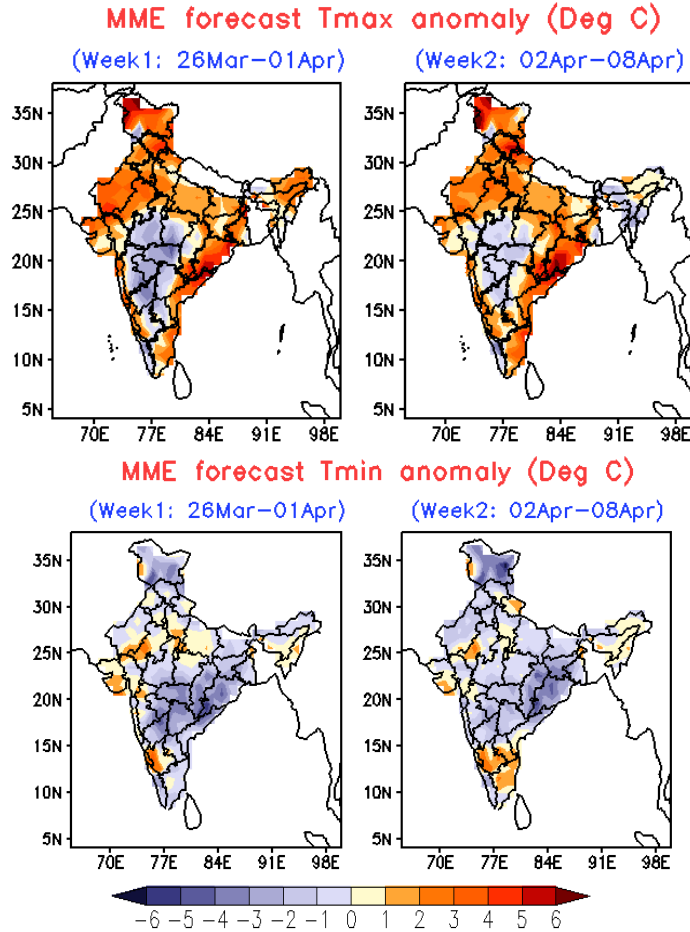 MME forecast Tmax anomaly (Deg C)
(Week1: 26Mar–01Apr) (Week2: 02Apr–08Apr)
35N 35N
30N 30N
25N 25N
20N 20N
15N 15N
10N 10N
5N 5N
70E 77E 84E 91E 98E 70E 77E 84E 91E 98E
MME forecast Tmin anomaly (Deg C)
(Week1: 26Mar–01Apr) (Week2: 02Apr–08Apr)
35N 35N
30N 30N
25N 25N
20N 20N
15N 15N
10N 10N
5N 5N
70E 77E 84E 91E 98E 70E 77E 84E 91E 98E
-6 -5 -4 -3 -2 -1 0 1 2 3 4 5 6